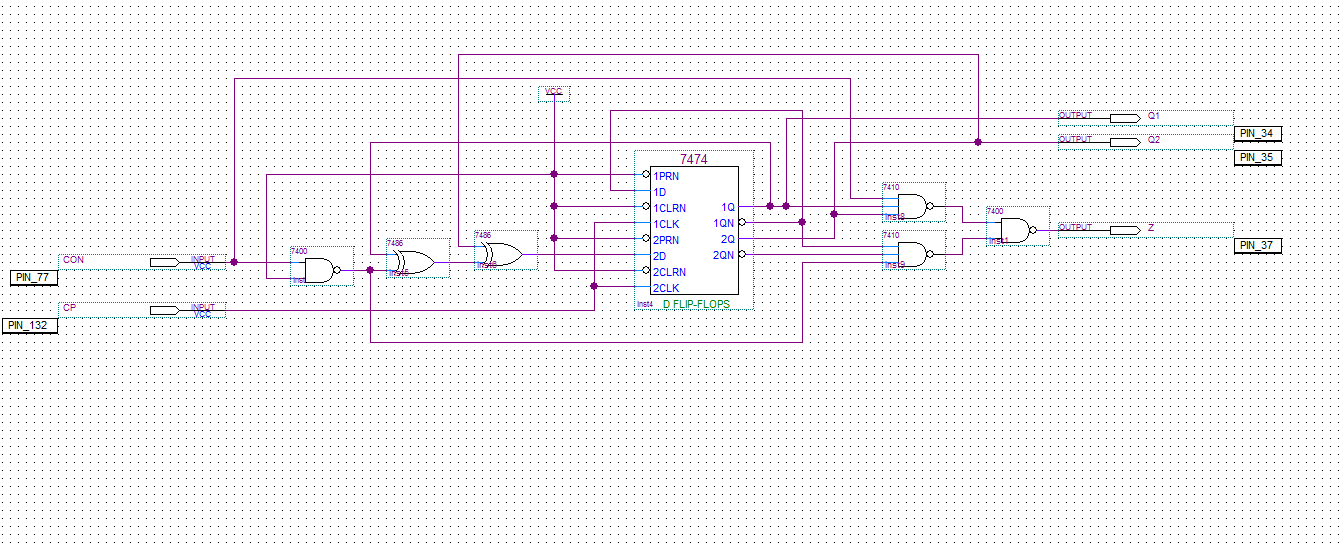 VCC
OUTPUT Q1
PIN_34
OUTPUT Q2
PIN_35
7474
1PRN
1D
1CLRN
1CLK
2PRN
2D
2CLRN
2CLK
1Q
1QN
2Q
2QN
inst4
D FLIP-FLOPS
7410
inst8
7400
inst1
OUTPUT Z
PIN_37
7410
inst9
7486
7486
inst6
7400
inst
inst5
CON
INPUT
VCC
PIN_77
CP
INPUT
VCC
PIN_132